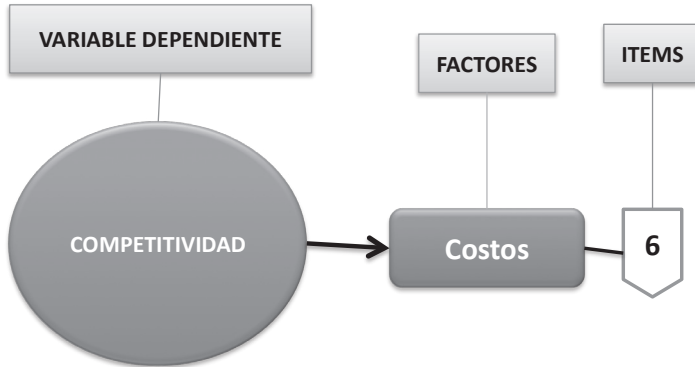 VARIABLE DEPENDIENTE
FACTORES
ITEMS
COMPETITIVIDAD
Costos
6